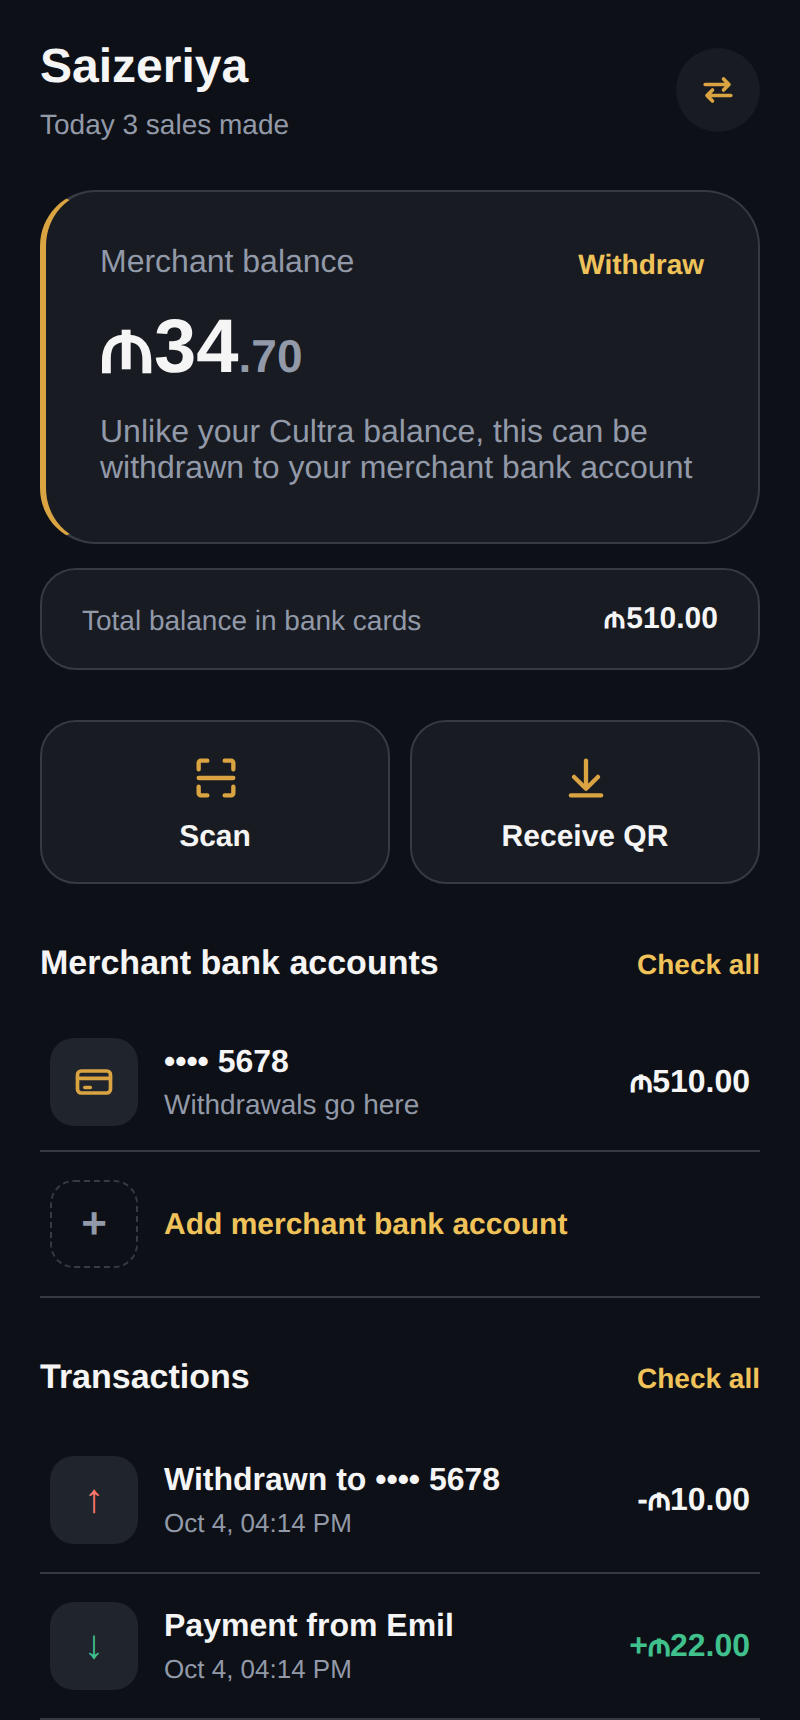 Saizeriya
Today 3 sales made
Merchant balance
Withdraw
₼34.70
Unlike your Cultra balance, this can be
withdrawn to your merchant bank account
Total balance in bank cards
₼510.00
Scan
Receive QR
Merchant bank accounts
Check all
•••• 5678
Withdrawals go here
₼510.00
+
Add merchant bank account
Transactions
Check all
↑
Withdrawn to •••• 5678
Oct 4, 04:14 PM
-₼10.00
↓
Payment from Emil
Oct 4, 04:14 PM
+₼22.00